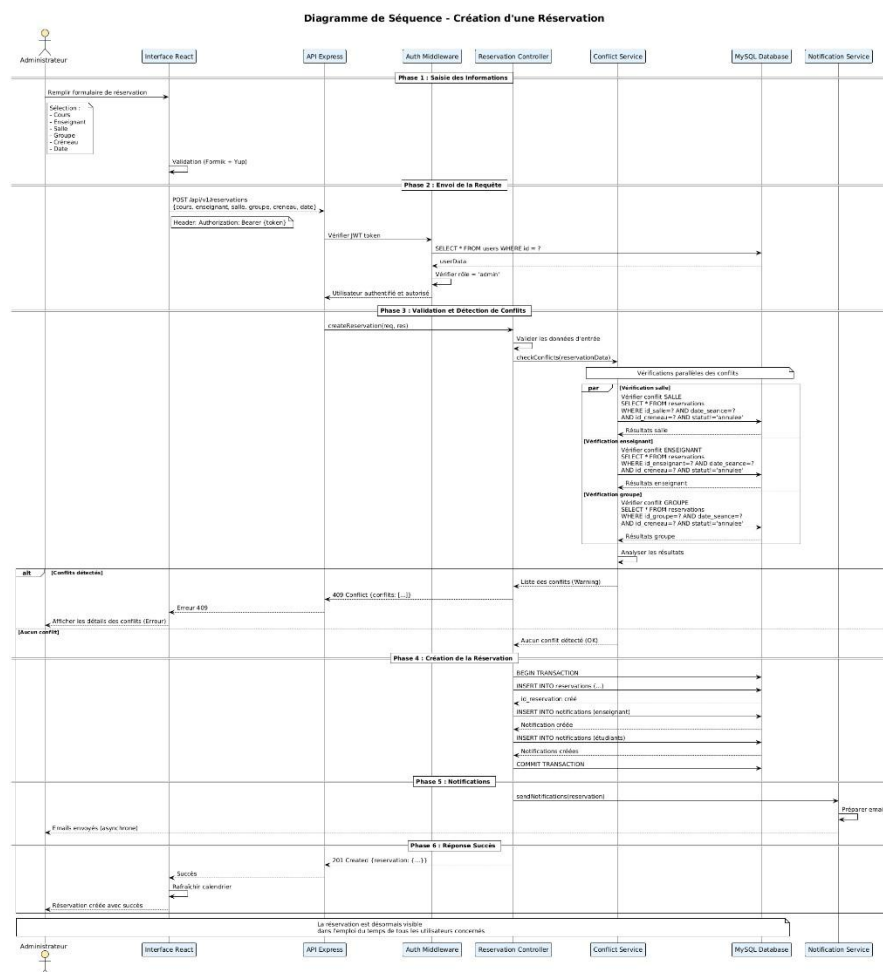 Diagramme de Séquence - Création d'une Réservation
Administrateur
Interface React
API Express
Auth Middleware
Reservation Controller
Conflict Service
MySQL Database
Notification Service
Phase 1 : Saisie des Informations
Remplir formulaire de réservation
Sélection :
- Cours
- Enseignant
- Salle
- Groupe
- Créneau
- Date
Validation (Formik + Yup)
Phase 2 : Envoi de la Requête
POST /api/v1/reservations
{cours, enseignant, salle, groupe, creneau, date}
Header: Authorization: Bearer {token}
Vérifier JWT token
SELECT * FROM users WHERE id = ?
userData
Vérifier rôle = 'admin'
Utilisateur authentifié et autorisé
Phase 3 : Validation et Détection de Conflits
createReservation(req, res)
Valider les données d'entrée
checkConflicts(reservationData)
Vérifications parallèles des conflits
par
[Vérification salle]
Vérifier conflit SALLE
SELECT * FROM reservations
WHERE id_salle=? AND date_seance=?
AND id_creneau=? AND statut!='annulee'
Résultats salle
[Vérification enseignant]
Vérifier conflit ENSEIGNANT
SELECT * FROM reservations
WHERE id_enseignant=? AND date_seance=?
AND id_creneau=? AND statut!='annulee'
Résultats enseignant
[Vérification groupe]
Vérifier conflit GROUPE
SELECT * FROM reservations
WHERE id_groupe=? AND date_seance=?
AND id_creneau=? AND statut!='annulee'
Résultats groupe
Analyser les résultats
alt
[Conflits détectés]
Liste des conflits (Warning)
409 Conflict {conflits: [...]}
Erreur 409
Afficher les détails des conflits (Erreur)
[Aucun conflit]
Aucun conflit détecté (OK)
Phase 4 : Création de la Réservation
BEGIN TRANSACTION
INSERT INTO reservations (...)
id_reservation créé
INSERT INTO notifications (enseignant)
Notification créée
INSERT INTO notifications (étudiants)
Notifications créées
COMMIT TRANSACTION
Phase 5 : Notifications
sendNotifications(reservation)
Préparer emai
Emails envoyés (asynchrone)
Phase 6 : Réponse Succès
201 Created {reservation: {...}}
Succès
Rafraîchir calendrier
Réservation créée avec succès
La réservation est désormais visible
dans l'emploi du temps de tous les utilisateurs concernés
Administrateur
Interface React
API Express
Auth Middleware
Reservation Controller
Conflict Service
MySQL Database
Notification Service